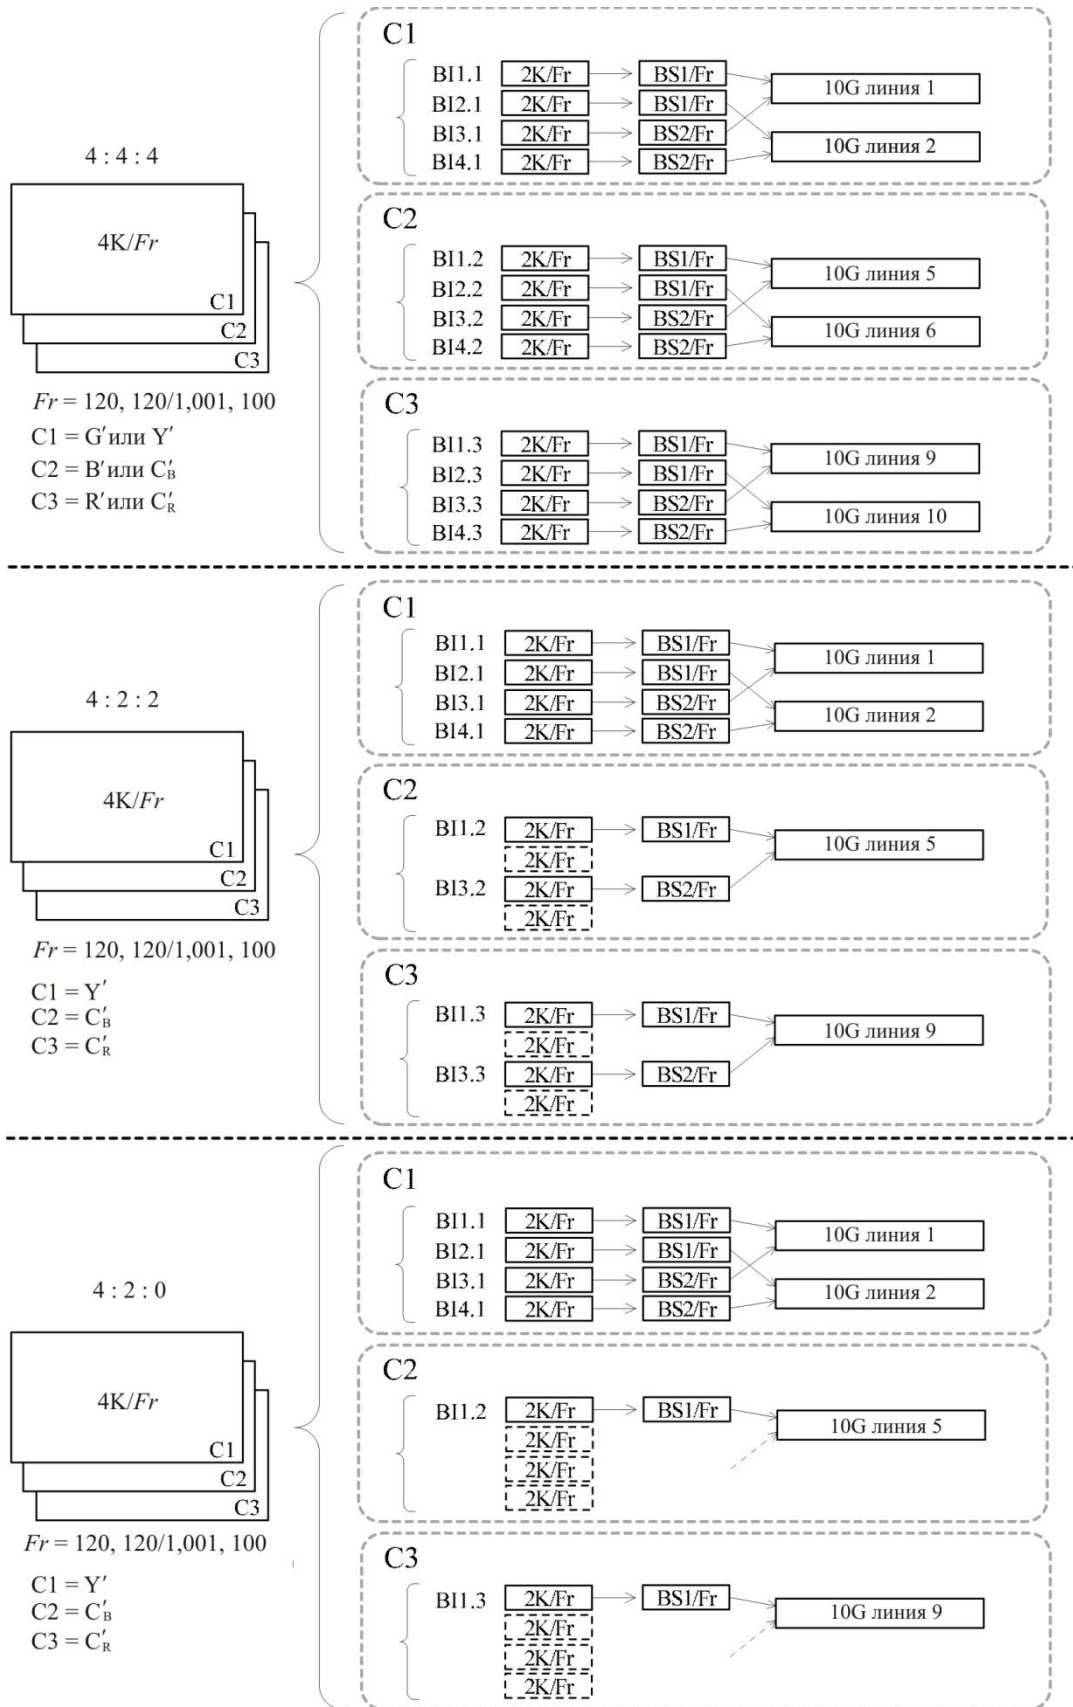 4 : 4 : 4
4K/Fr
C1
C2
C3
Fr = 120, 120/1,001, 100
C1 = G′ или Y′
C2 = B′ или C′B
C3 = R′ или C′R
C1
BI1.1 2K/Fr BS1/Fr
BI2.1 2K/Fr BS1/Fr
BI3.1 2K/Fr BS2/Fr
BI4.1 2K/Fr BS2/Fr
10G линия 1
10G линия 2
C2
BI1.2 2K/Fr BS1/Fr
BI2.2 2K/Fr BS1/Fr
BI3.2 2K/Fr BS2/Fr
BI4.2 2K/Fr BS2/Fr
10G линия 5
10G линия 6
C3
BI1.3 2K/Fr BS1/Fr
BI2.3 2K/Fr BS1/Fr
BI3.3 2K/Fr BS2/Fr
BI4.3 2K/Fr BS2/Fr
10G линия 9
10G линия 10
4 : 2 : 2
4K/Fr
C1
C2
C3
Fr = 120, 120/1,001, 100
C1 = Y′
C2 = C′B
C3 = C′R
C1
BI1.1 2K/Fr BS1/Fr
BI2.1 2K/Fr BS1/Fr
BI3.1 2K/Fr BS2/Fr
BI4.1 2K/Fr BS2/Fr
10G линия 1
10G линия 2
C2
BI1.2 2K/Fr BS1/Fr
2K/Fr
BI3.2 2K/Fr BS2/Fr
2K/Fr
10G линия 5
C3
BI1.3 2K/Fr BS1/Fr
2K/Fr
BI3.3 2K/Fr BS2/Fr
2K/Fr
10G линия 9
4 : 2 : 0
4K/Fr
C1
C2
C3
Fr = 120, 120/1,001, 100
C1 = Y′
C2 = C′B
C3 = C′R
C1
BI1.1 2K/Fr BS1/Fr
BI2.1 2K/Fr BS1/Fr
BI3.1 2K/Fr BS2/Fr
BI4.1 2K/Fr BS2/Fr
10G линия 1
10G линия 2
C2
BI1.2 2K/Fr BS1/Fr
2K/Fr
2K/Fr
2K/Fr
10G линия 5
C3
BI1.3 2K/Fr BS1/Fr
2K/Fr
2K/Fr
2K/Fr
10G линия 9